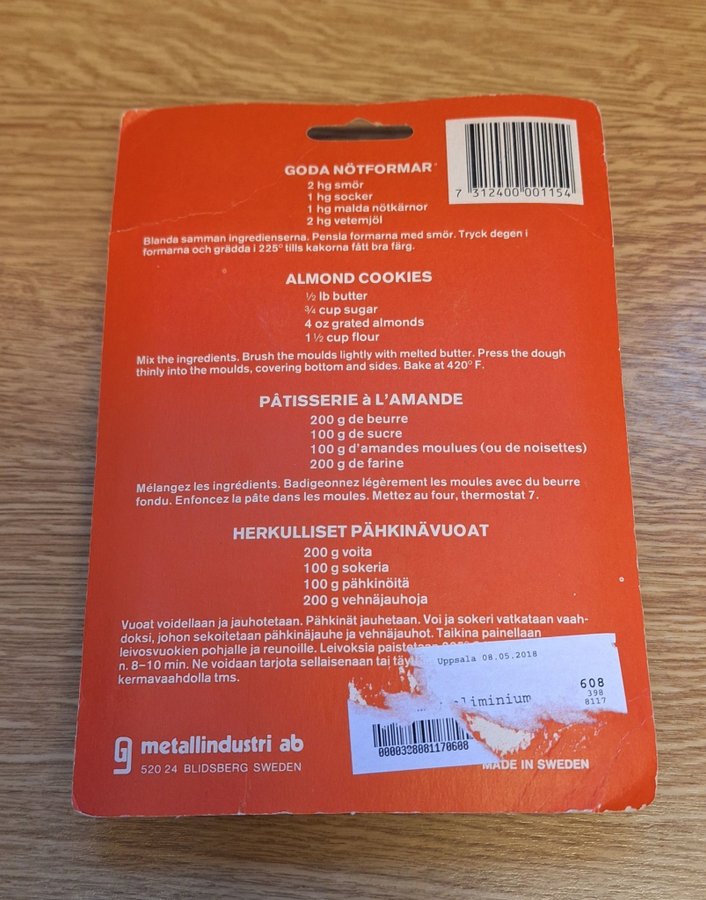 GODA NÖTFORMAR
2 hg smör
1 hg socker
1 hg malda nötkärnor
2 hg vetemjöl
7 312400 001154
Blanda samman ingredienserna. Pensla formarna med smör. Tryck degen i
formarna och grädda i 225° tills kakorna fått bra färg.
ALMOND COOKIES
½ lb butter
¾ cup sugar
4 oz grated almonds
1 ½ cup flour
Mix the ingredients. Brush the moulds lightly with melted butter. Press the dough
thinly into the moulds, covering bottom and sides. Bake at 420° F.
PÂTISSERIE à L'AMANDE
200 g de beurre
100 g de sucre
100 g d'amandes moulues (ou de noisettes)
200 g de farine
Mélangez les ingrédients. Badigeonnez légèrement les moules avec du beurre
fondu. Enfoncez la pâte dans les moules. Mettez au four, thermostat 7.
HERKULLISET PÄHKINÄVUOAT
200 g voita
100 g sokeria
100 g pähkinöitä
200 g vehnäjauhoja
Vuoat voidellaan ja jauhotetaan. Pähkinät jauhetaan. Voi ja sokeri vatkataan vaah-
doksi, johon sekoitetaan pähkinäjauhe ja vehnäjauhot. Taikina painellaan
leivosvuokien pohjalle ja reunoille. Leivoksia
n. 8–10 min. Ne voidaan tarjota sellaisenaan tai
kermavaahdolla tms.
Uppsala 08.05.2018
608
398
8117
liminium
0000398081170608
g metallindustri ab
520 24 BLIDSBERG SWEDEN
MADE IN SWEDEN